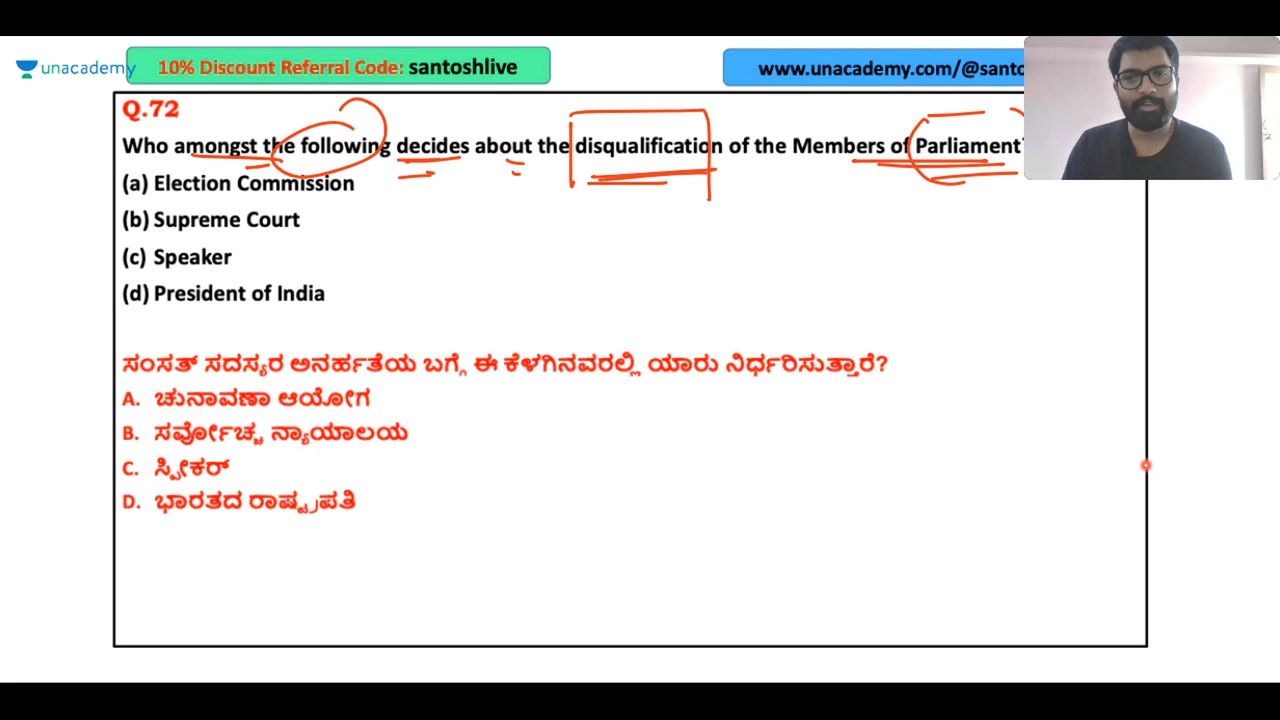 unacademy
10% Discount Referral Code: santoshlive
www.unacademy.com/@santo
Q.72
Who amongst the following decides about the disqualification of the Members of Parliament?
(a) Election Commission
(b) Supreme Court
(c) Speaker
(d) President of India
ಸಂಸತ್ ಸದಸ್ಯರ ಅನರ್ಹತೆಯ ಬಗ್ಗೆ ಈ ಕೆಳಗಿನವರಲ್ಲಿ ಯಾರು ನಿರ್ಧರಿಸುತ್ತಾರೆ?
A. ಚುನಾವಣಾ ಆಯೋಗ
B. ಸರ್ವೋಚ್ಚ ನ್ಯಾಯಾಲಯ
C. ಸ್ಪೀಕರ್
D. ಭಾರತದ ರಾಷ್ಟ್ರಪತಿ